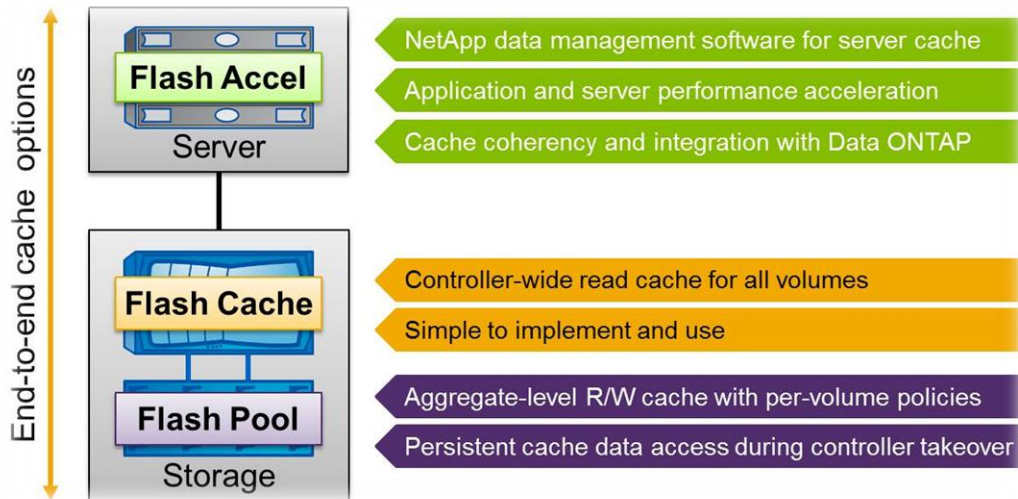 End-to-end cache options
Flash Accel
Server
NetApp data management software for server cache
Application and server performance acceleration
Cache coherency and integration with Data ONTAP
Flash Cache
Controller-wide read cache for all volumes
Simple to implement and use
Flash Pool
Storage
Aggregate-level R/W cache with per-volume policies
Persistent cache data access during controller takeover